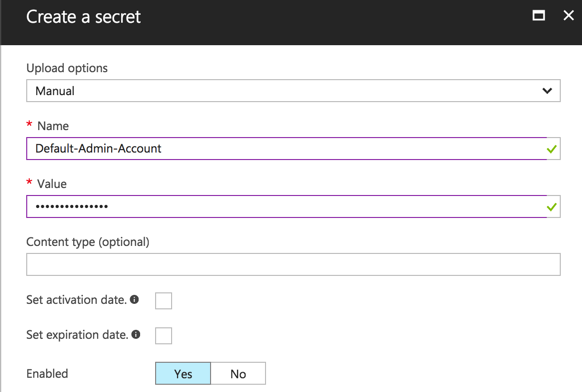 Create a secret
Upload options
Manual
* Name
Default-Admin-Account
* Value
•••••••••••••••
Content type (optional)
Set activation date.
Set expiration date.
Enabled
Yes No